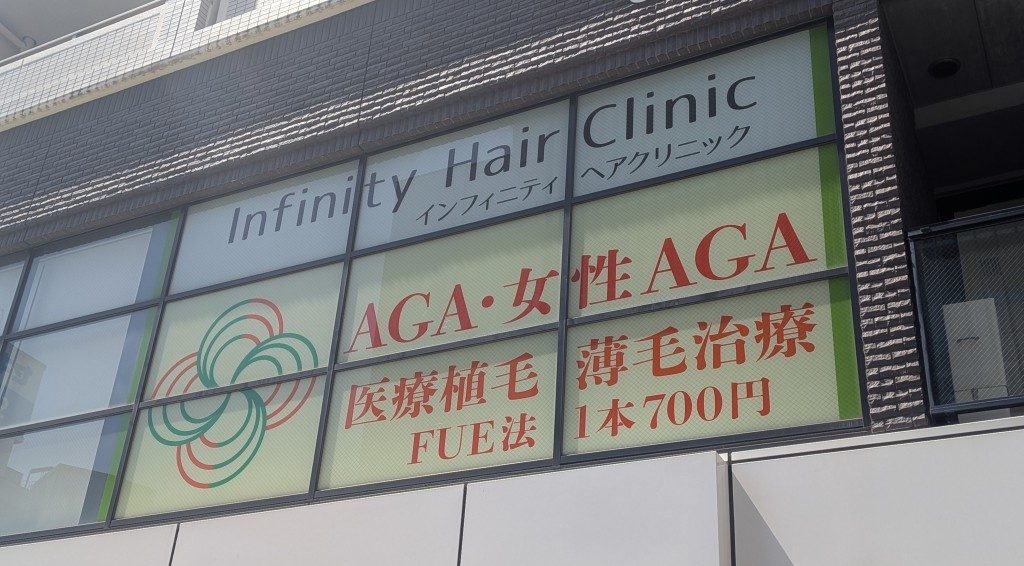 Infinity Hair Clinic
インフィニティ ヘアクリニック
AGA・女性AGA
医療植毛 薄毛治療
FUE法 1本700円